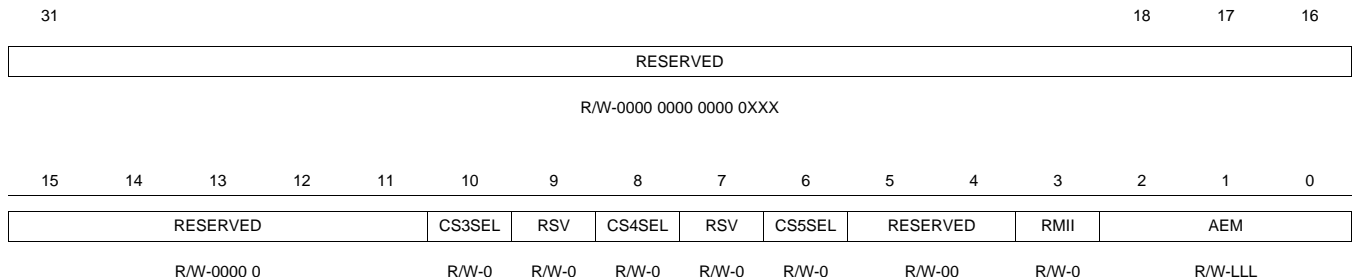 31 18 17 16
RESERVED
R/W-0000 0000 0000 0XXX
15 14 13 12 11 10 9 8 7 6 5 4 3 2 1 0
RESERVED CS3SEL RSV CS4SEL RSV CS5SEL RESERVED RMII AEM
R/W-0000 0 R/W-0 R/W-0 R/W-0 R/W-0 R/W-0 R/W-00 R/W-0 R/W-LLL